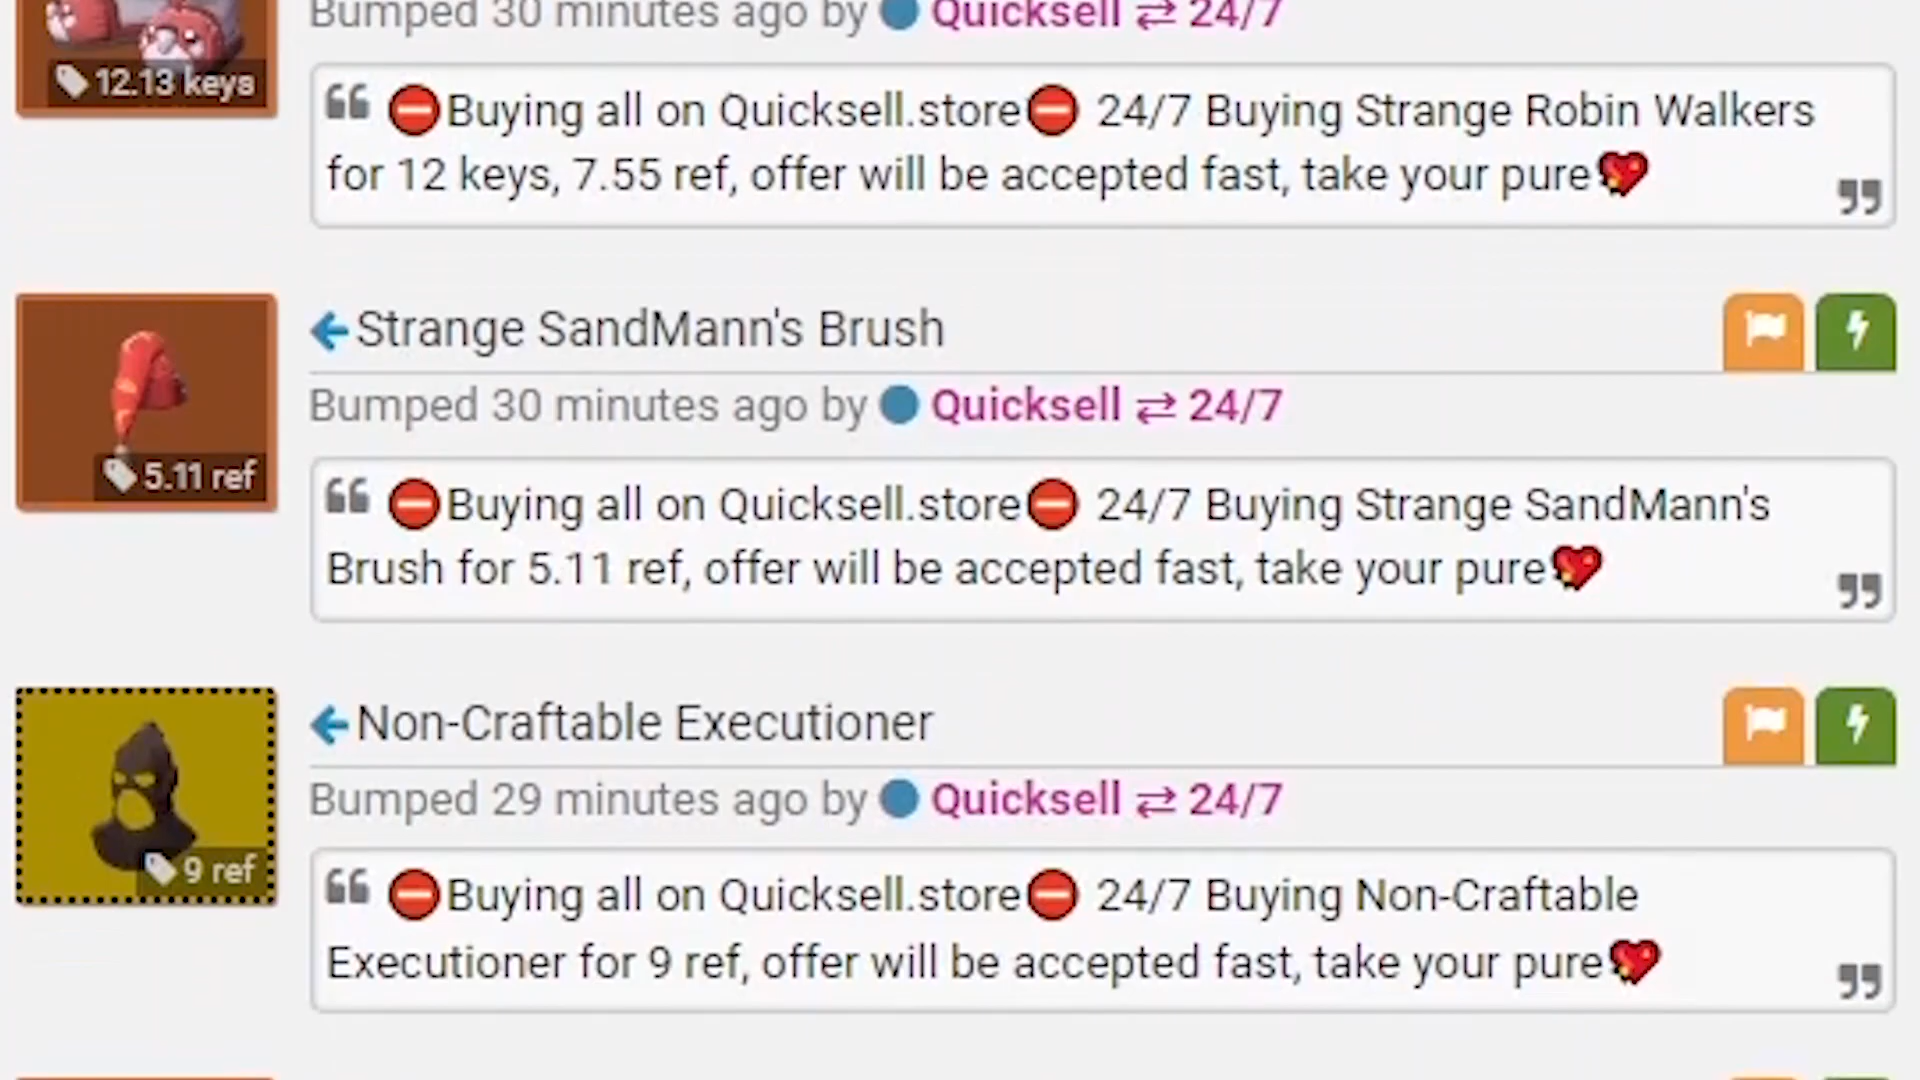 Bumped 30 minutes ago by Quicksell ⇄ 24/7
12.13 keys
⛔Buying all on Quicksell.store⛔ 24/7 Buying Strange Robin Walkers
for 12 keys, 7.55 ref, offer will be accepted fast, take your pure💝
Strange SandMann's Brush
Bumped 30 minutes ago by Quicksell ⇄ 24/7
5.11 ref
⛔Buying all on Quicksell.store⛔ 24/7 Buying Strange SandMann's
Brush for 5.11 ref, offer will be accepted fast, take your pure💝
Non-Craftable Executioner
Bumped 29 minutes ago by Quicksell ⇄ 24/7
9 ref
⛔Buying all on Quicksell.store⛔ 24/7 Buying Non-Craftable
Executioner for 9 ref, offer will be accepted fast, take your pure💝